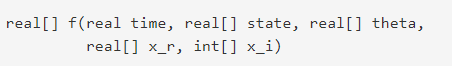 real[] f(real time, real[] state, real[] theta,
real[] x_r, int[] x_i)